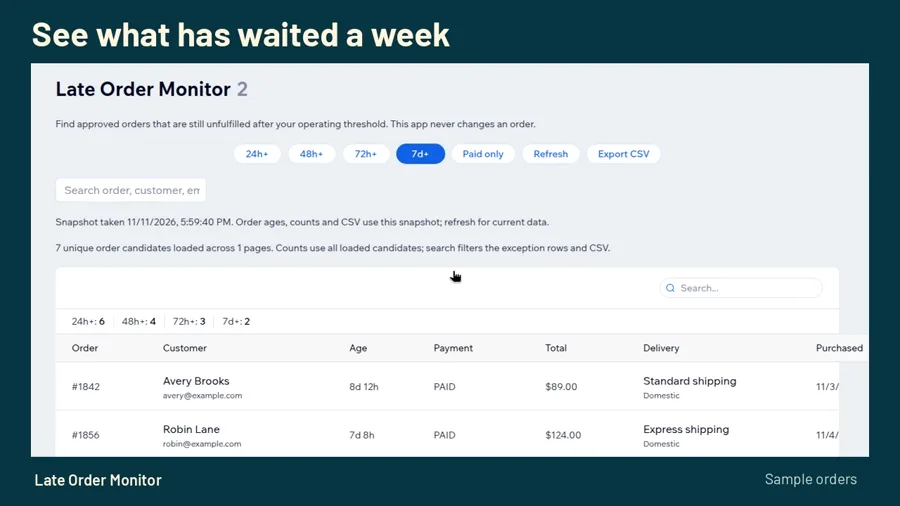 See what has waited a week
Late Order Monitor 2
Find approved orders that are still unfulfilled after your operating threshold. This app never changes an order.
24h+ 48h+ 72h+ 7d+ Paid only Refresh Export CSV
Search order, customer, em
Snapshot taken 11/11/2026, 5:59:40 PM. Order ages, counts and CSV use this snapshot; refresh for current data.
7 unique order candidates loaded across 1 pages. Counts use all loaded candidates; search filters the exception rows and CSV.
Search...
24h+: 6 48h+: 4 72h+: 3 7d+: 2
Order Customer Age Payment Total Delivery Purchased
#1842 Avery Brooks 8d 12h PAID $89.00 Standard shipping 11/3/
avery@example.com Domestic
#1856 Robin Lane 7d 8h PAID $124.00 Express shipping 11/4/
robin@example.com Domestic
Late Order Monitor Sample orders